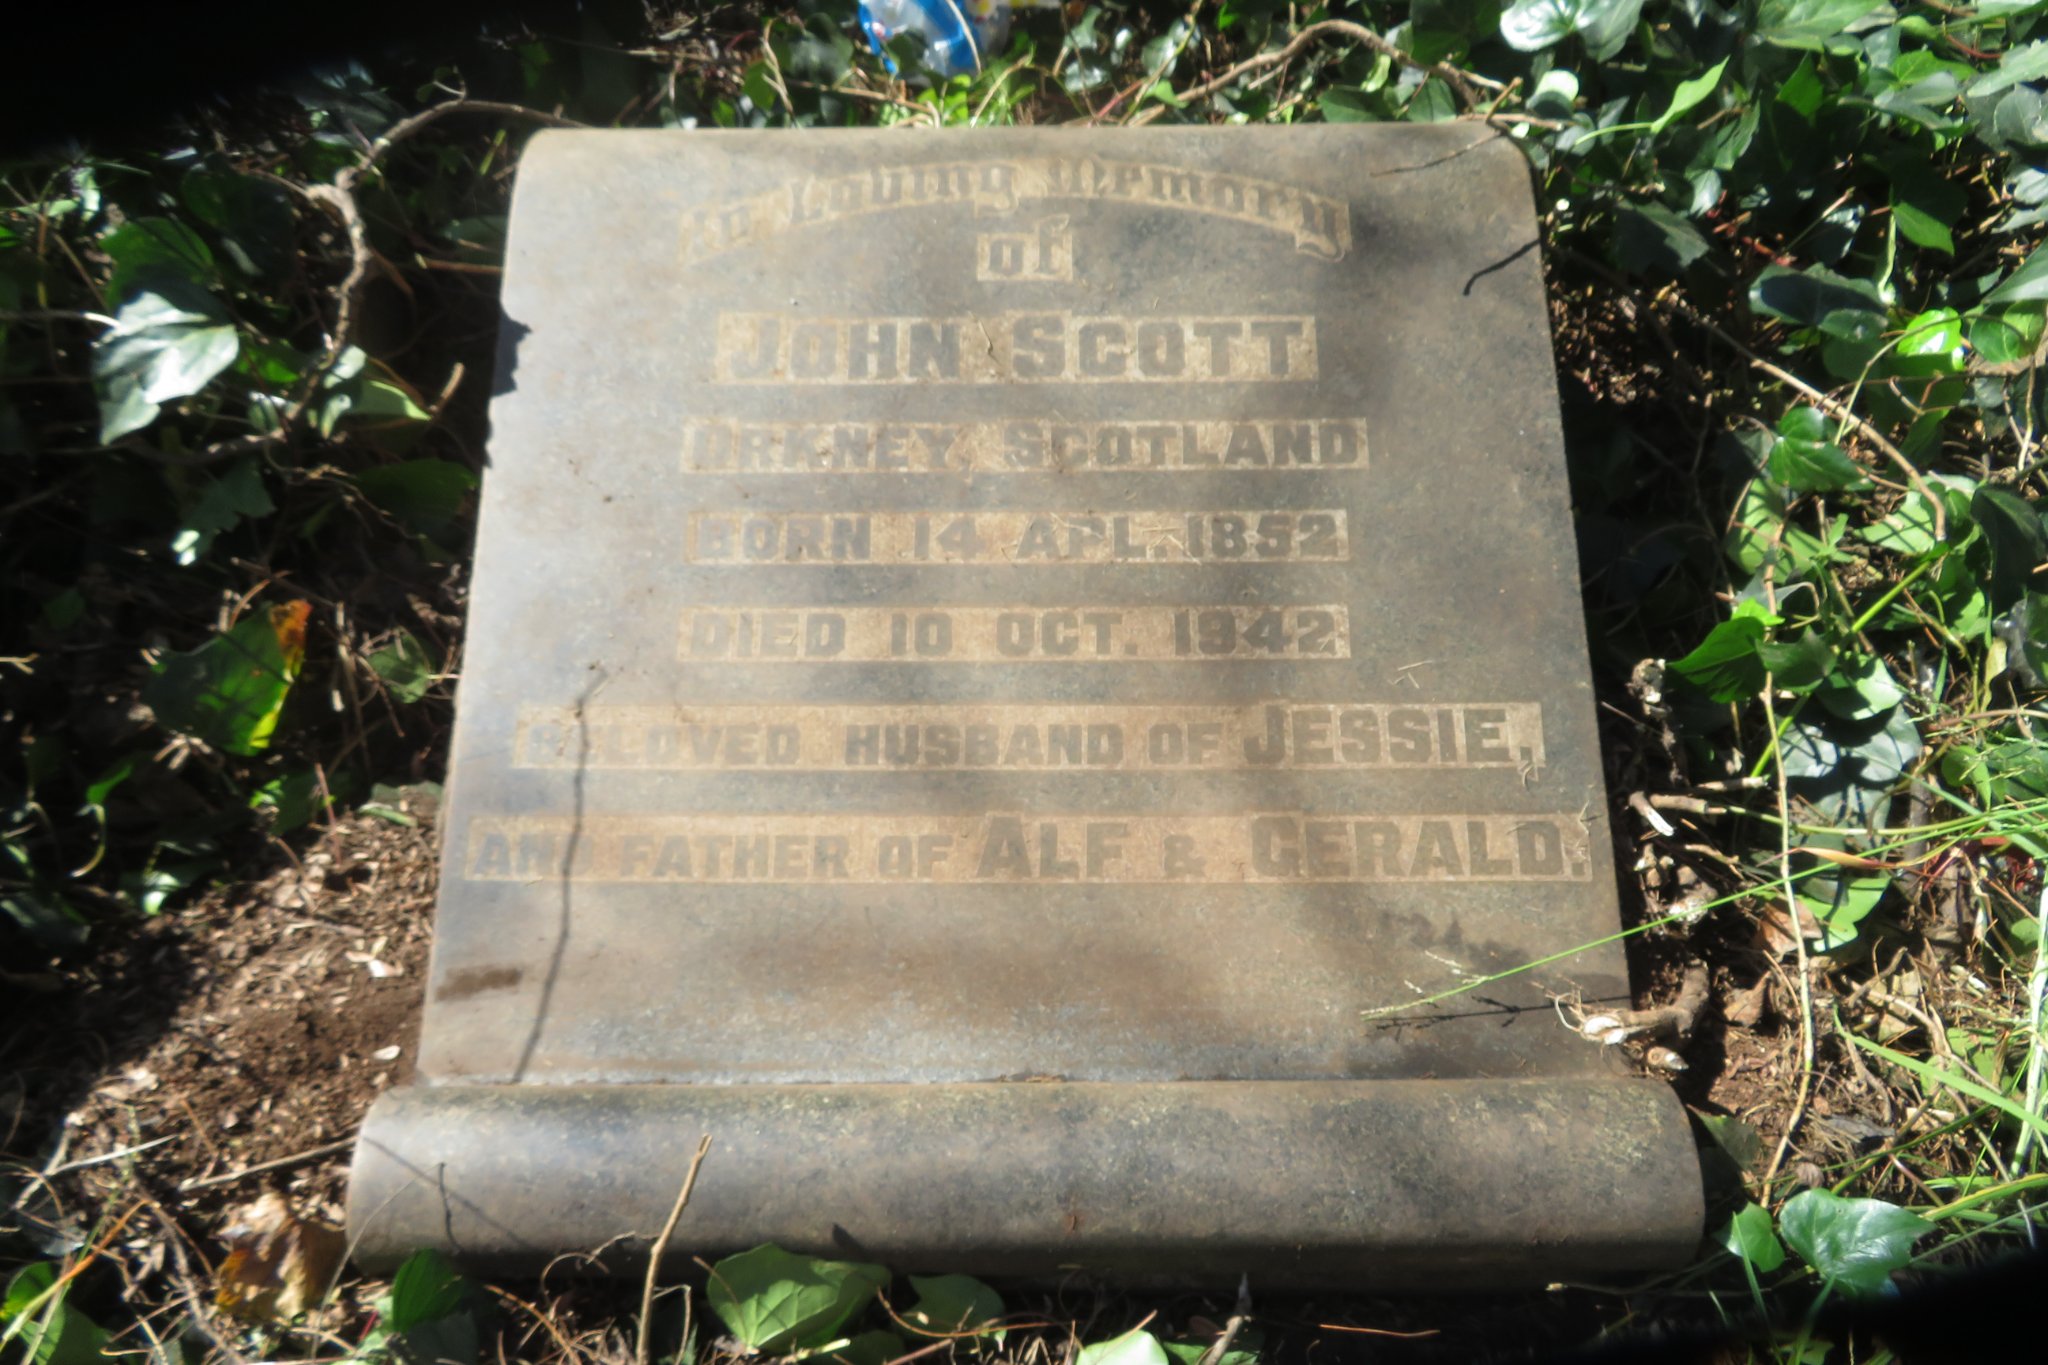 In Loving Memory
of
JOHN SCOTT
ORKNEY, SCOTLAND
BORN 14 APL. 1852
DIED 10 OCT. 1942
BELOVED HUSBAND OF JESSIE,
AND FATHER OF ALF & GERALD.